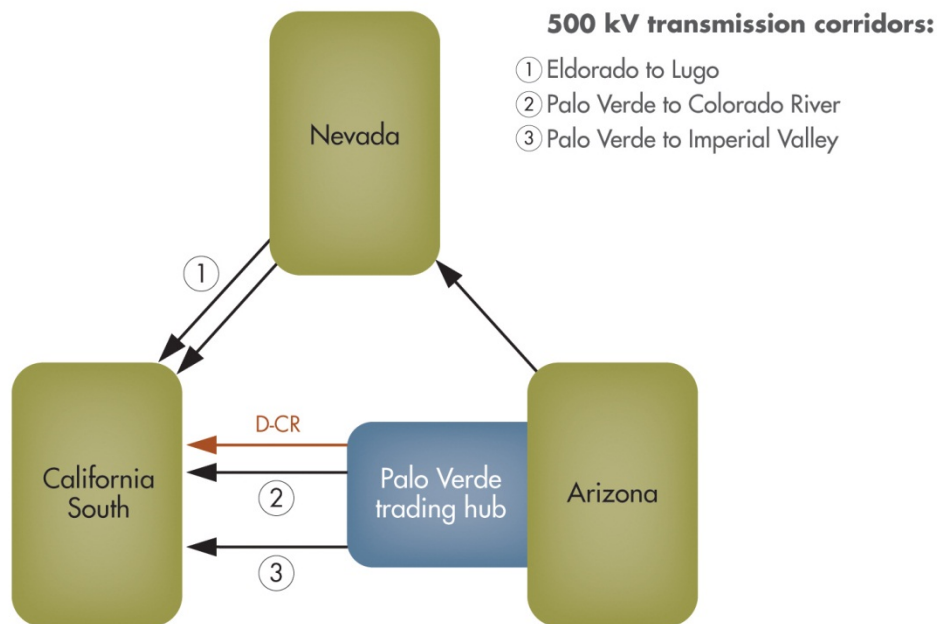 500 kV transmission corridors:
1 Eldorado to Lugo
2 Palo Verde to Colorado River
3 Palo Verde to Imperial Valley
Nevada
1
D-CR
2
3
California
South
Palo Verde
trading hub
Arizona